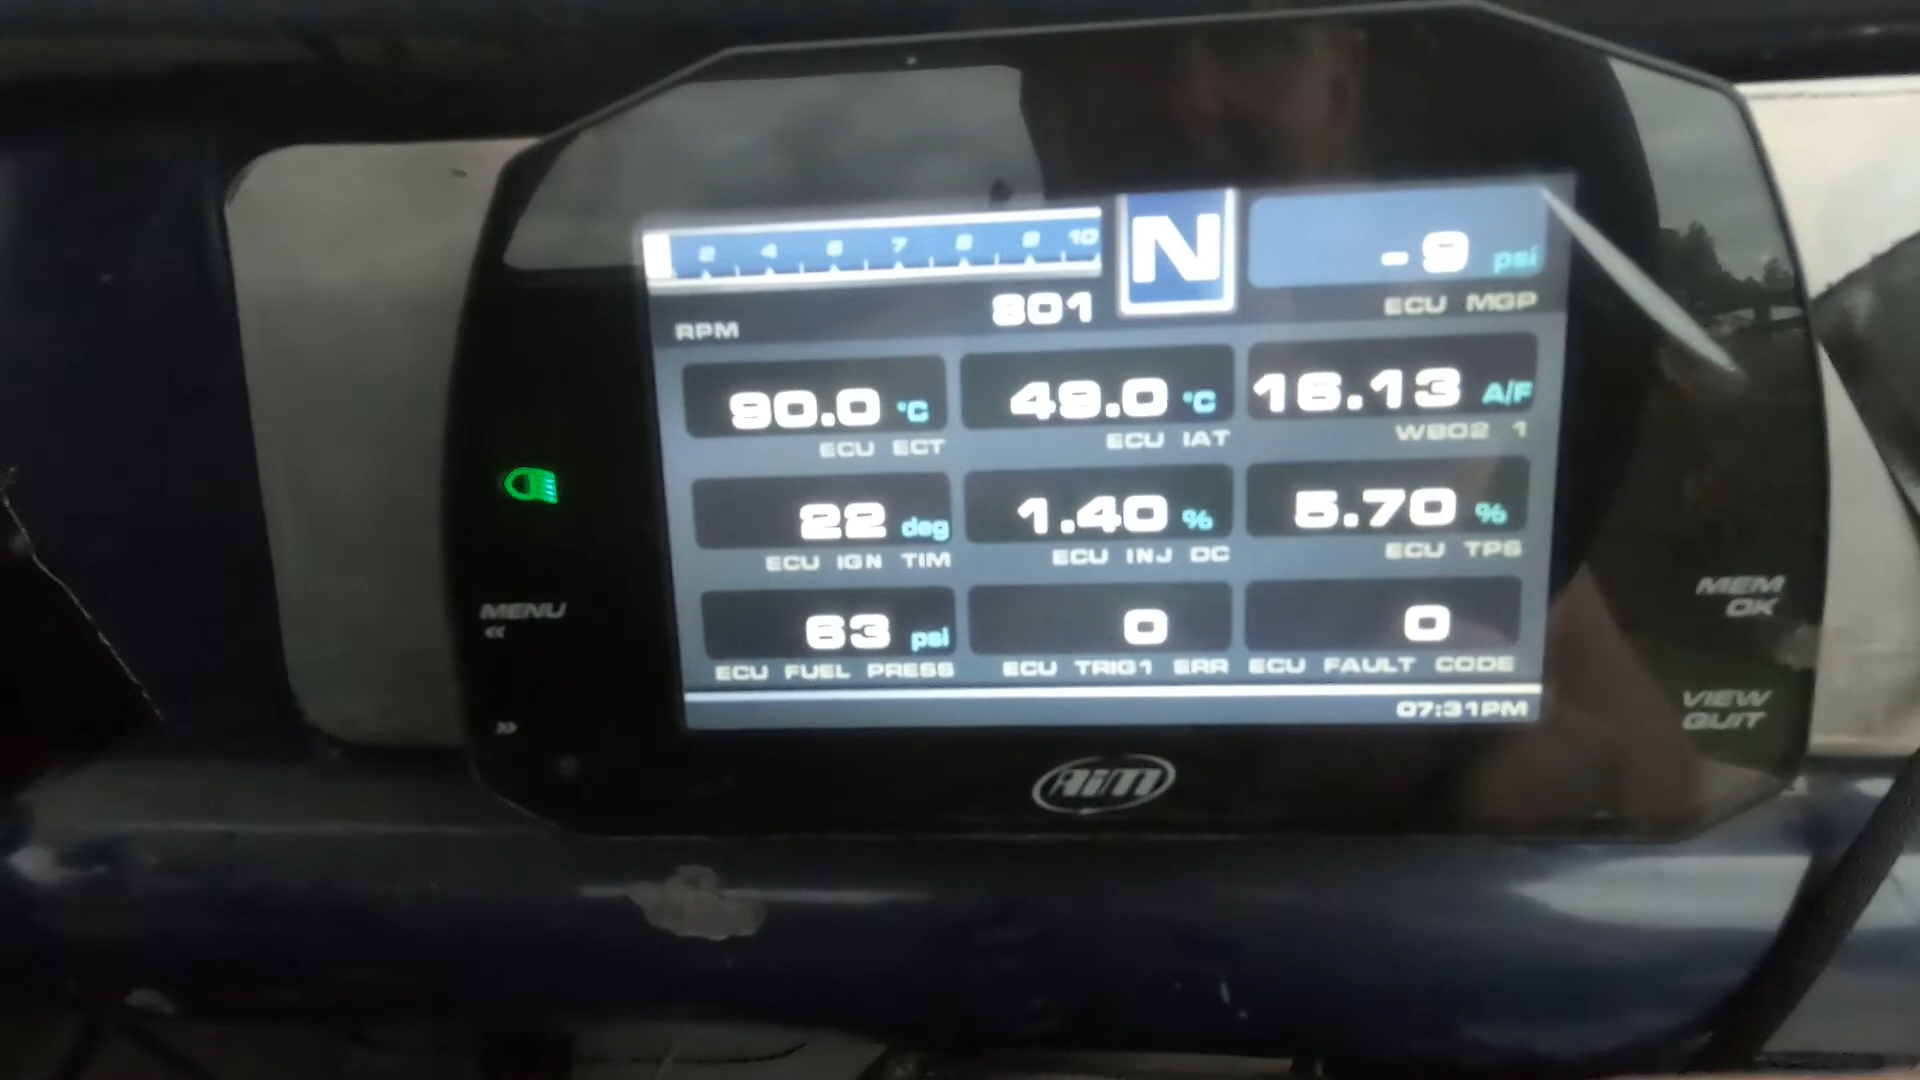 2 4 6 7 8 9 10
N
-9 psi
801
ECU MGP
RPM
90.0 °C
49.0 °C
16.13 A/F
ECU ECT
ECU IAT
WBO2 1
22 deg
1.40 %
5.70 %
ECU IGN TIM
ECU INJ DC
ECU TPS
63 psi
0
0
ECU FUEL PRESS
ECU TRIG1 ERR
ECU FAULT CODE
07:31PM
MENU
<<
>>
MEM
OK
VIEW
QUIT
AiM